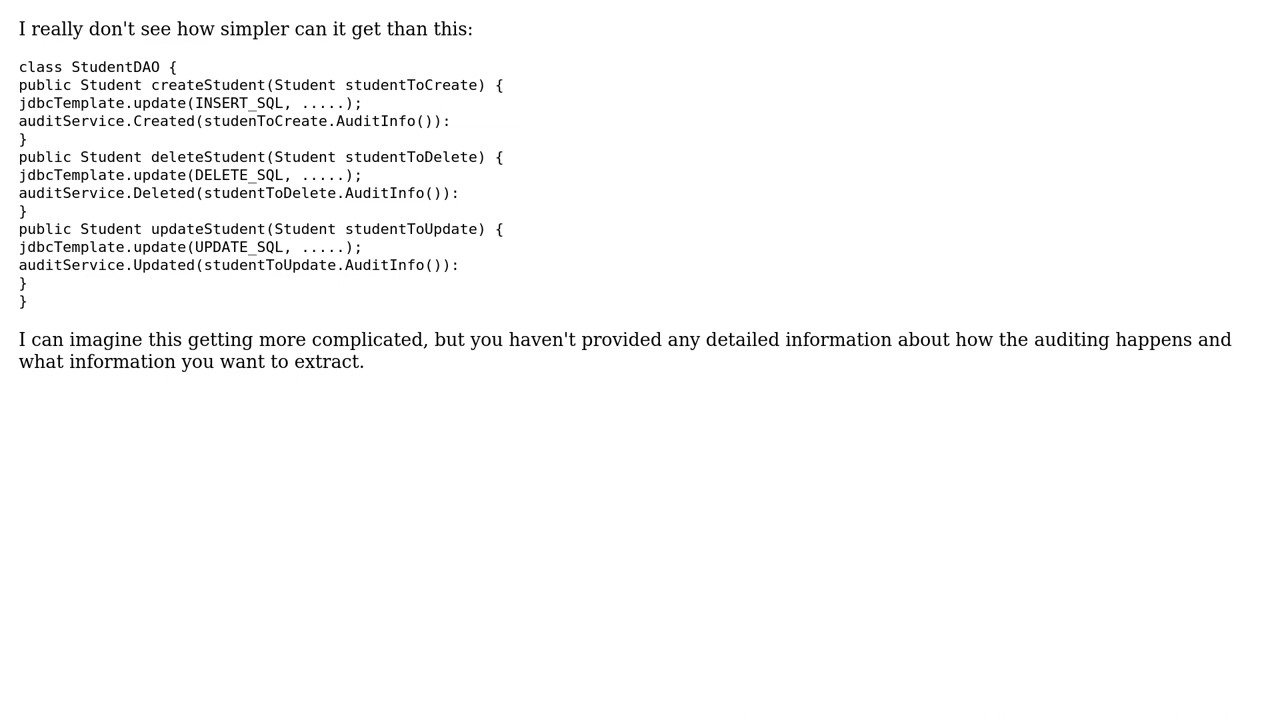 I really don't see how simpler can it get than this:
class StudentDAO {
public Student createStudent(Student studentToCreate) {
jdbcTemplate.update(INSERT_SQL, .....);
auditService.Created(studenToCreate.AuditInfo()):
}
public Student deleteStudent(Student studentToDelete) {
jdbcTemplate.update(DELETE_SQL, .....);
auditService.Deleted(studentToDelete.AuditInfo()):
}
public Student updateStudent(Student studentToUpdate) {
jdbcTemplate.update(UPDATE_SQL, .....);
auditService.Updated(studentToUpdate.AuditInfo()):
}
}
I can imagine this getting more complicated, but you haven't provided any detailed information about how the auditing happens and
what information you want to extract.